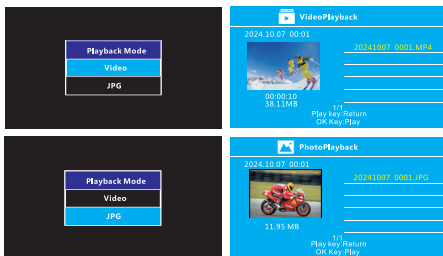 Playback Mode
Video
JPG
VideoPlayback
2024.10.07 00:01
20241007_0001.MP4
00:00:10
38.11MB
1/1
Play key:Return
OK Key:Play
Playback Mode
Video
JPG
PhotoPlayback
2024.10.07 00:01
20241007_0001.JPG
11.95 MB
1/1
Play key:Return
OK Key:Play